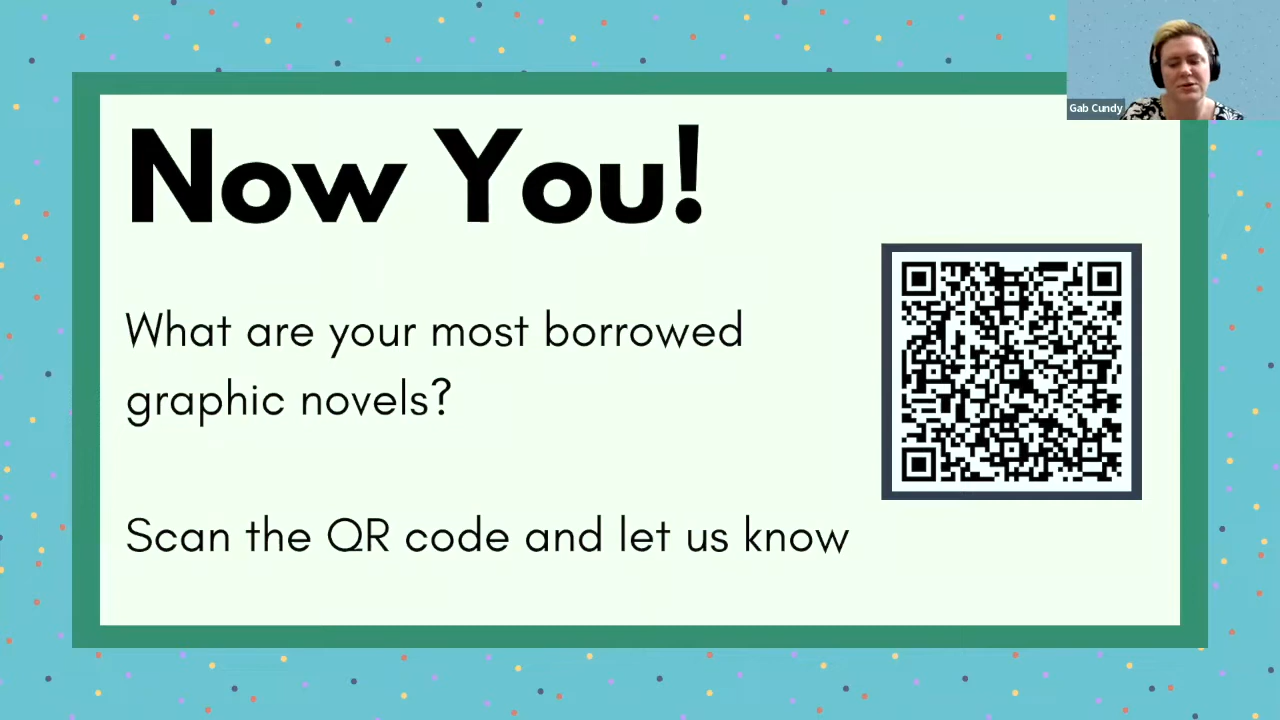 Now You!
Gab Cundy
What are your most borrowed
graphic novels?
Scan the QR code and let us know